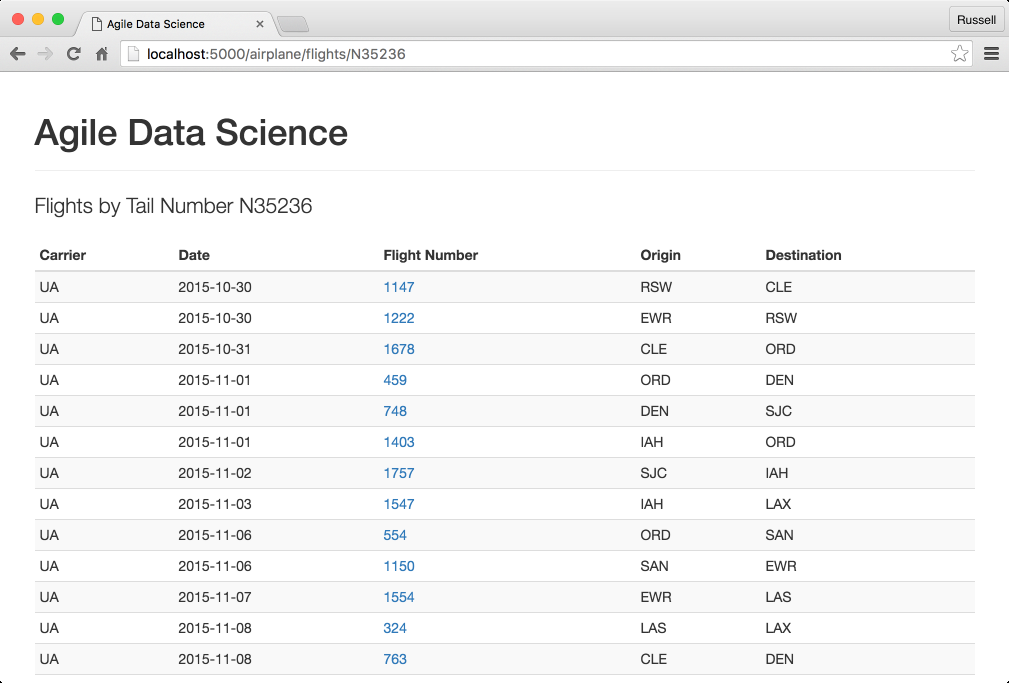 Agile Data Science
Russell
localhost:5000/airplane/flights/N35236
Agile Data Science
Flights by Tail Number N35236
Carrier Date Flight Number Origin Destination
UA 2015-10-30 1147 RSW CLE
UA 2015-10-30 1222 EWR RSW
UA 2015-10-31 1678 CLE ORD
UA 2015-11-01 459 ORD DEN
UA 2015-11-01 748 DEN SJC
UA 2015-11-01 1403 IAH ORD
UA 2015-11-02 1757 SJC IAH
UA 2015-11-03 1547 IAH LAX
UA 2015-11-06 554 ORD SAN
UA 2015-11-06 1150 SAN EWR
UA 2015-11-07 1554 EWR LAS
UA 2015-11-08 324 LAS LAX
UA 2015-11-08 763 CLE DEN